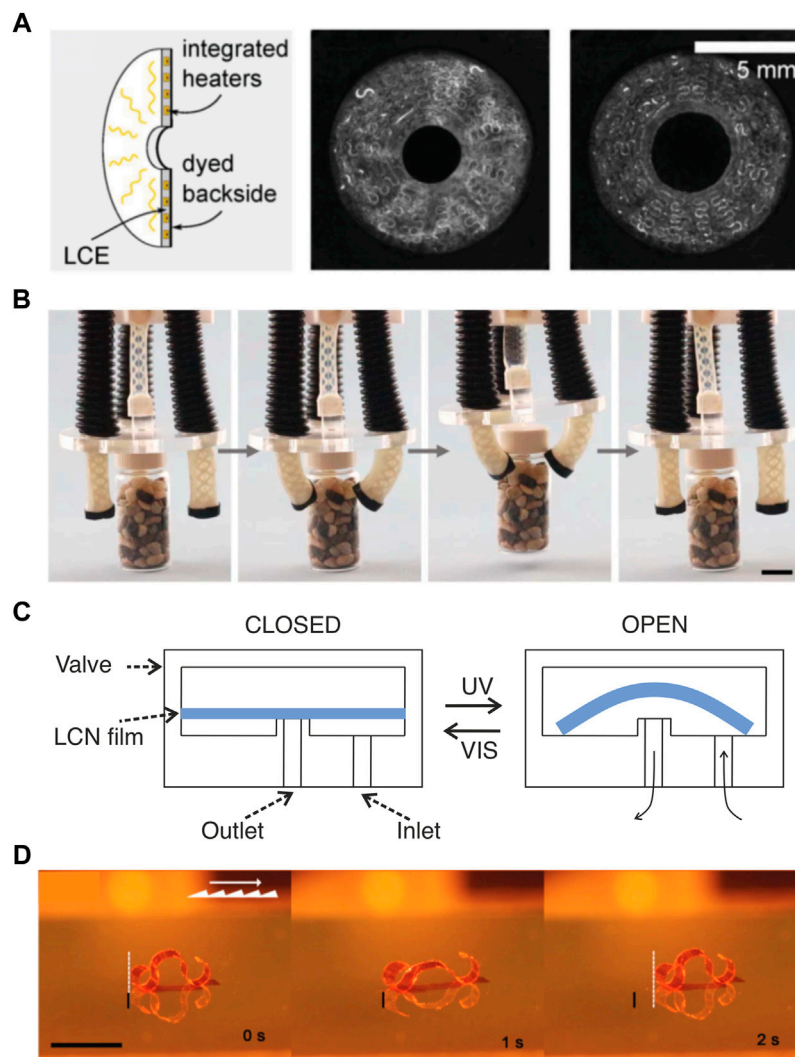 A
integrated
heaters
dyed
backside
LCE
5 mm
B
C
CLOSED
OPEN
Valve
UV
LCN film
VIS
Outlet
Inlet
D
0 s
1 s
2 s